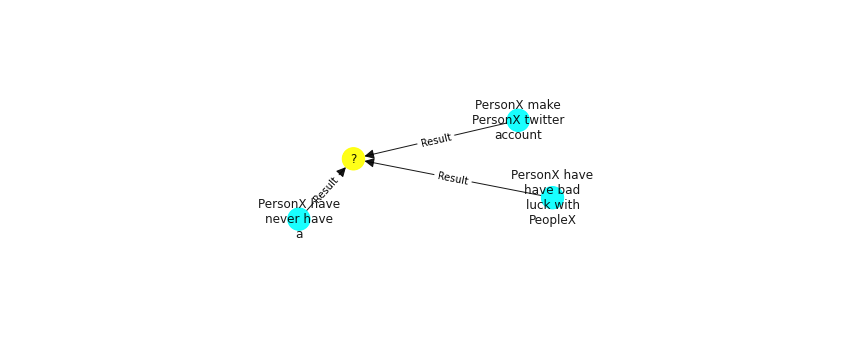 PersonX make
PersonX twitter
account
Result
?
Result
PersonX have
have bad
luck with
PeopleX
Result
PersonX have
never have
a